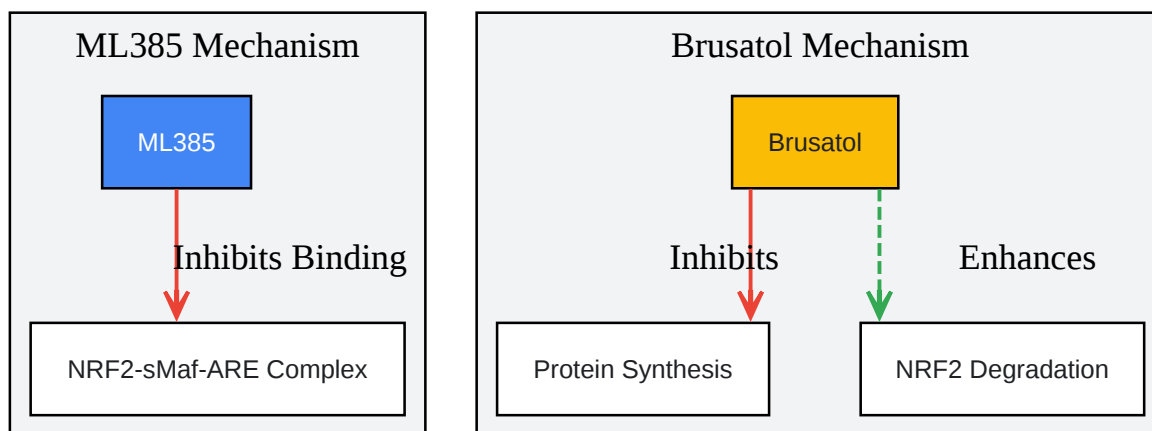 ML385 Mechanism
ML385
Inhibits Binding
NRF2-sMaf-ARE Complex
Brusatol Mechanism
Brusatol
Inhibits
Enhances
Protein Synthesis
NRF2 Degradation